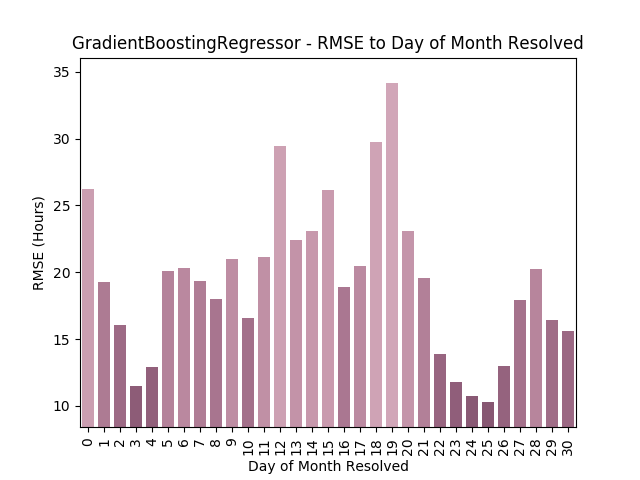 GradientBoostingRegressor - RMSE to Day of Month Resolved
35
30
25
20
15
10
RMSE (Hours)
0 1 2 3 4 5 6 7 8 9 10 11 12 13 14 15 16 17 18 19 20 21 22 23 24 25 26 27 28 29 30
Day of Month Resolved